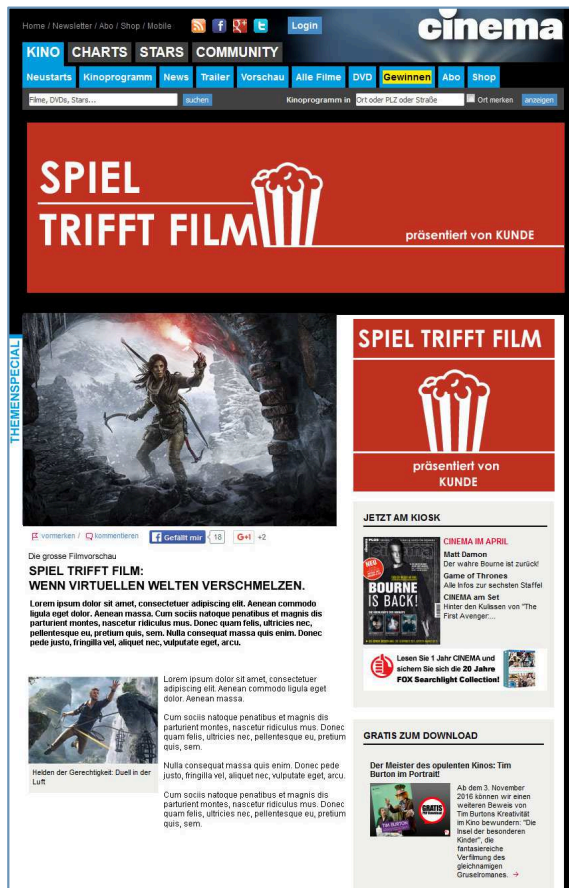 Home / Newsletter / Abo / Shop / Mobile
Login
cinema
KINO CHARTS STARS COMMUNITY
Neustarts Kinoprogramm News Trailer Vorschau Alle Filme DVD Gewinnen Abo Shop
Filme, DVDs, Stars... suchen Kinoprogramm in Ort oder PLZ oder Straße Ort merken anzeigen
SPIEL
TRIFFT FILM
präsentiert von KUNDE
THEMENSPECIAL
vormerken / kommentieren Gefällt mir 18 G+1 +2
Die grosse Filmvorschau
SPIEL TRIFFT FILM:
WENN VIRTUELLEN WELTEN VERSCHMELZEN.
Lorem ipsum dolor sit amet, consectetuer adipiscing elit. Aenean commodo
ligula eget dolor. Aenean massa. Cum sociis natoque penatibus et magnis dis
parturient montes, nascetur ridiculus mus. Donec quam felis, ultricies nec,
pellentesque eu, pretium quis, sem. Nulla consequat massa quis enim. Donec
pede justo, fringilla vel, aliquet nec, vulputate eget, arcu.
Helden der Gerechtigkeit: Duell in der
Luft
Lorem ipsum dolor sit amet, consectetuer
adipiscing elit. Aenean commodo ligula eget
dolor. Aenean massa.
Cum sociis natoque penatibus et magnis dis
parturient montes, nascetur ridiculus mus. Donec
quam felis, ultricies nec, pellentesque eu, pretium
quis, sem.
Nulla consequat massa quis enim. Donec pede
justo, fringilla vel, aliquet nec, vulputate eget, arcu.
Cum sociis natoque penatibus et magnis dis
parturient montes, nascetur ridiculus mus. Donec
quam felis, ultricies nec, pellentesque eu, pretium
quis, sem.
SPIEL TRIFFT FILM
präsentiert von
KUNDE
JETZT AM KIOSK
NEU
BOURNE
IS BACK!
CINEMA IM APRIL
Matt Damon
Der wahre Bourne ist zurück!
Game of Thrones
Alle Infos zur sechsten Staffel
CINEMA am Set
Hinter den Kulissen von "The
First Avenger:...
Lesen Sie 1 Jahr CINEMA und
sichern Sie sich die 20 Jahre
FOX Searchlight Collection!
GRATIS ZUM DOWNLOAD
Der Meister des opulenten Kinos: Tim
Burton im Portrait!
TIM BURTON
GRATIS
Ab dem 3. November
2016 können wir einen
weiteren Beweis von
Tim Burtons Kreativität
im Kino bewundern: "Die
Insel der besonderen
Kinder", die
fantasiereiche
Verfilmung des
gleichnamigen
Gruselromanes. →